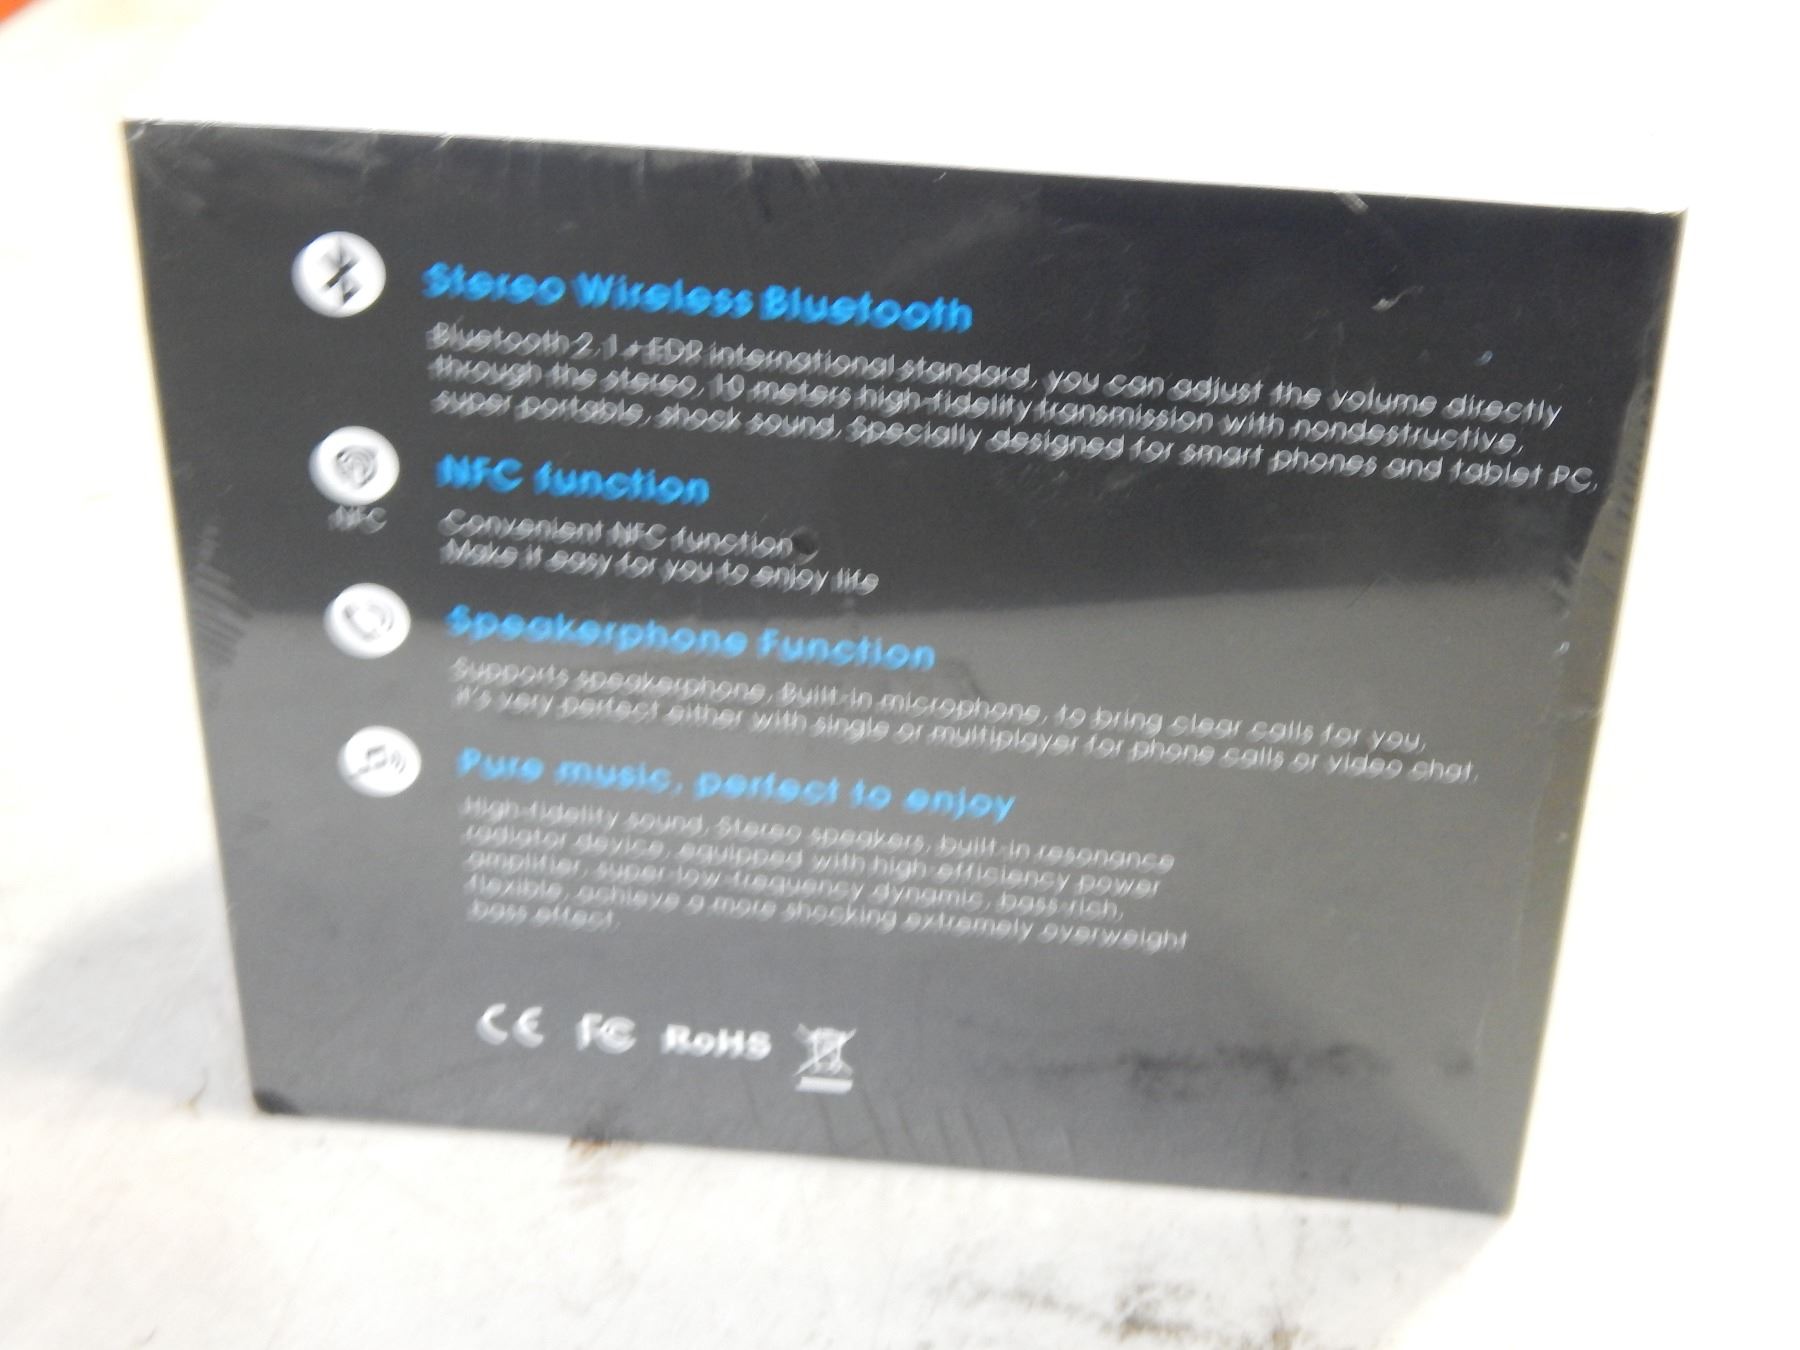 Stereo Wireless Bluetooth
Bluetooth 2.1+EDR international standard, you can adjust the volume directly
through the stereo, 10 meters high-fidelity transmission with nondestructive,
super portable, shock sound, Specially designed for smart phones and tablet PC.
NFC
NFC function
Convenient NFC function
Make it easy for you to enjoy life
Speakerphone Function
Supports speakerphone, Built-in microphone, to bring clear calls for you,
it's very perfect either with single or multiplayer for phone calls or video chat.
Pure music, perfect to enjoy
High-fidelity sound, Stereo speakers, built-in resonance
radiator device, equipped with high-efficiency power
amplifier, super-low-frequency dynamic, bass-rich,
flexible, achieve a more shocking extremely overweight
bass effect.
CE FC RoHS